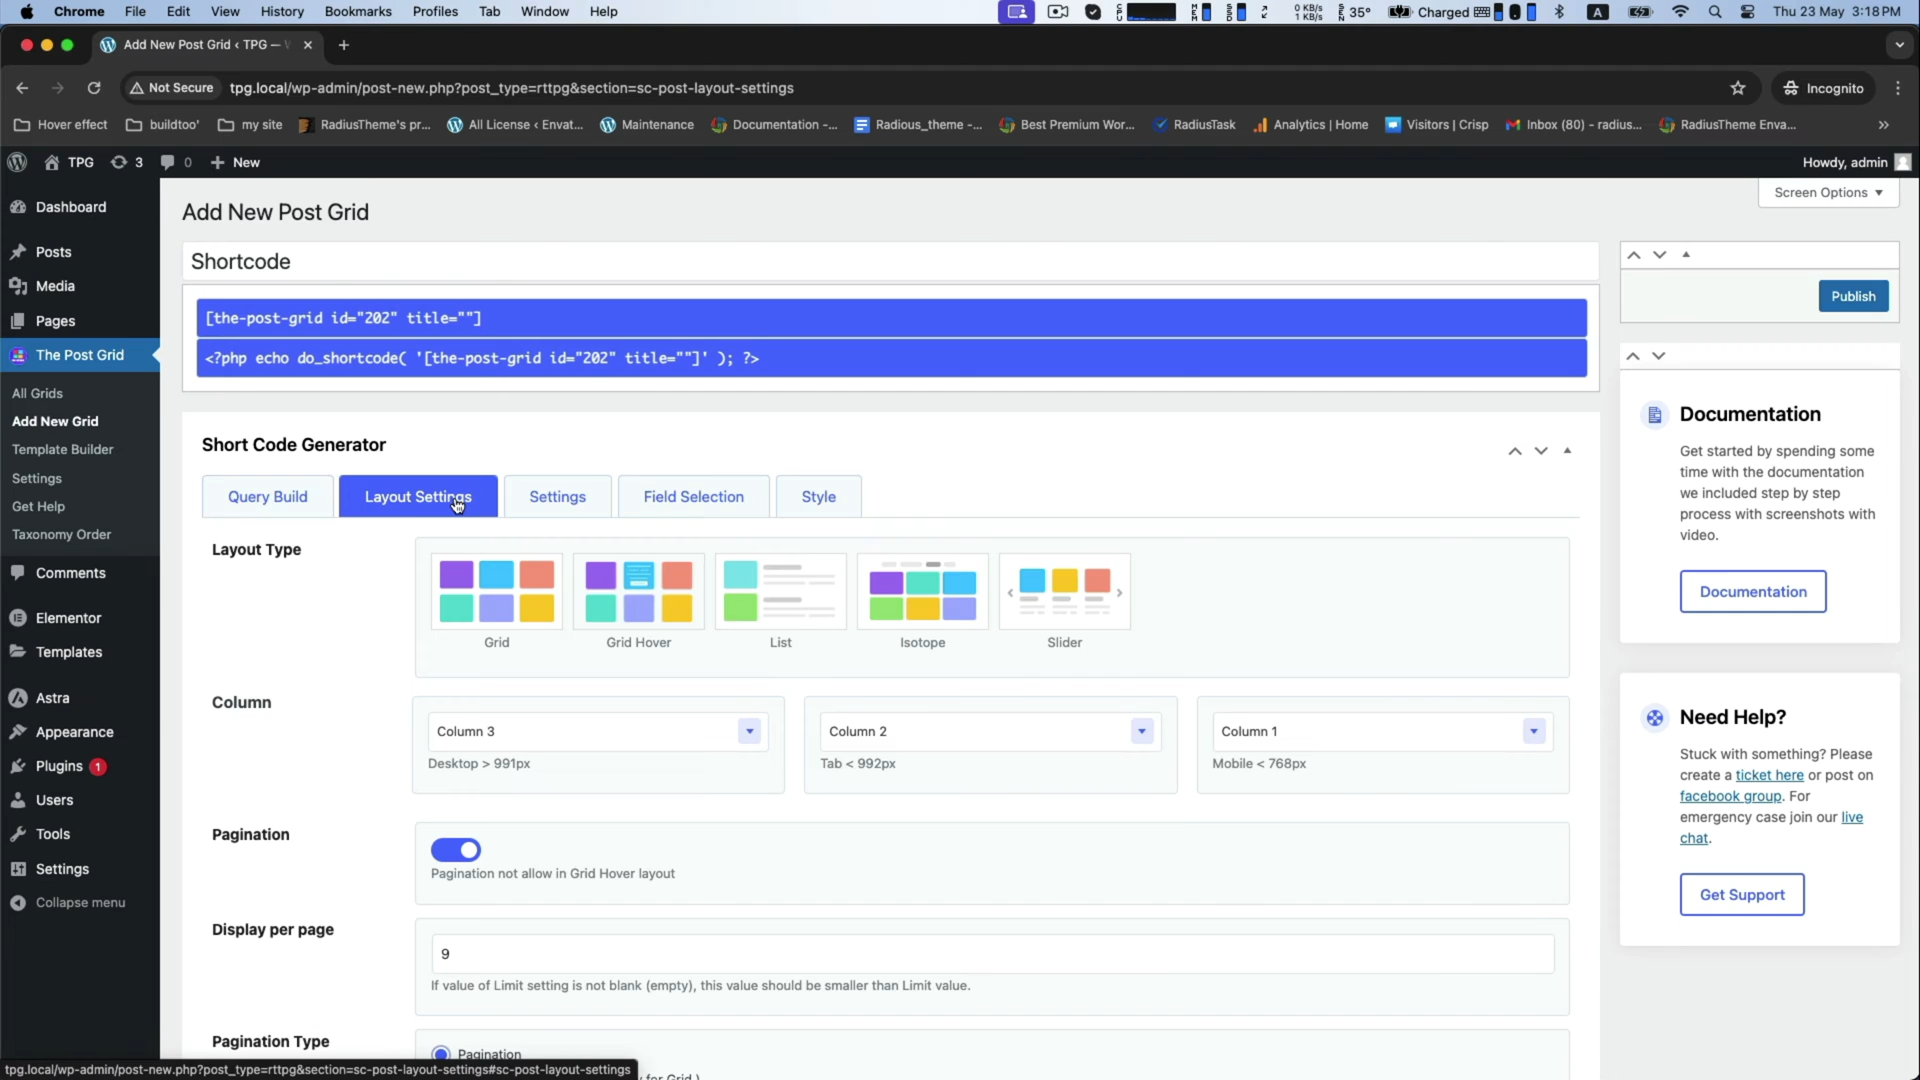 Chrome File Edit View History Bookmarks Profiles Tab Window Help
0 KB/s
1 KB/s
35°
Charged
A
Thu 23 May 3:18 PM
Add New Post Grid ‹ TPG —
Not Secure
tpg.local/wp-admin/post-new.php?post_type=rttpg&section=sc-post-layout-settings
Incognito
Hover effect
buildtoo'
my site
RadiusTheme's pr...
All License ‹ Envat...
Maintenance
Documentation -...
Radious_theme -...
Best Premium Wor...
RadiusTask
Analytics | Home
Visitors | Crisp
Inbox (80) - radius...
RadiusTheme Enva...
TPG
3
0
New
Howdy, admin
Dashboard
Posts
Media
Pages
The Post Grid
All Grids
Add New Grid
Template Builder
Settings
Get Help
Taxonomy Order
Comments
Elementor
Templates
Astra
Appearance
Plugins 1
Users
Tools
Settings
Collapse menu
Screen Options
Add New Post Grid
Shortcode
[the-post-grid id="202" title=""]
<?php echo do_shortcode( '[the-post-grid id="202" title=""]' ); ?>
Short Code Generator
Query Build
Layout Settings
Settings
Field Selection
Style
Layout Type
Grid
Grid Hover
List
Isotope
Slider
Column
Column 3
Desktop > 991px
Column 2
Tab < 992px
Column 1
Mobile < 768px
Pagination
Pagination not allow in Grid Hover layout
Display per page
9
If value of Limit setting is not blank (empty), this value should be smaller than Limit value.
Pagination Type
Pagination
Publish
Documentation
Get started by spending some
time with the documentation
we included step by step
process with screenshots with
video.
Documentation
Need Help?
Stuck with something? Please
create a ticket here or post on
facebook group. For
emergency case join our live
chat.
Get Support
tpg.local/wp-admin/post-new.php?post_type=rttpg&section=sc-post-layout-settings#sc-post-layout-settings